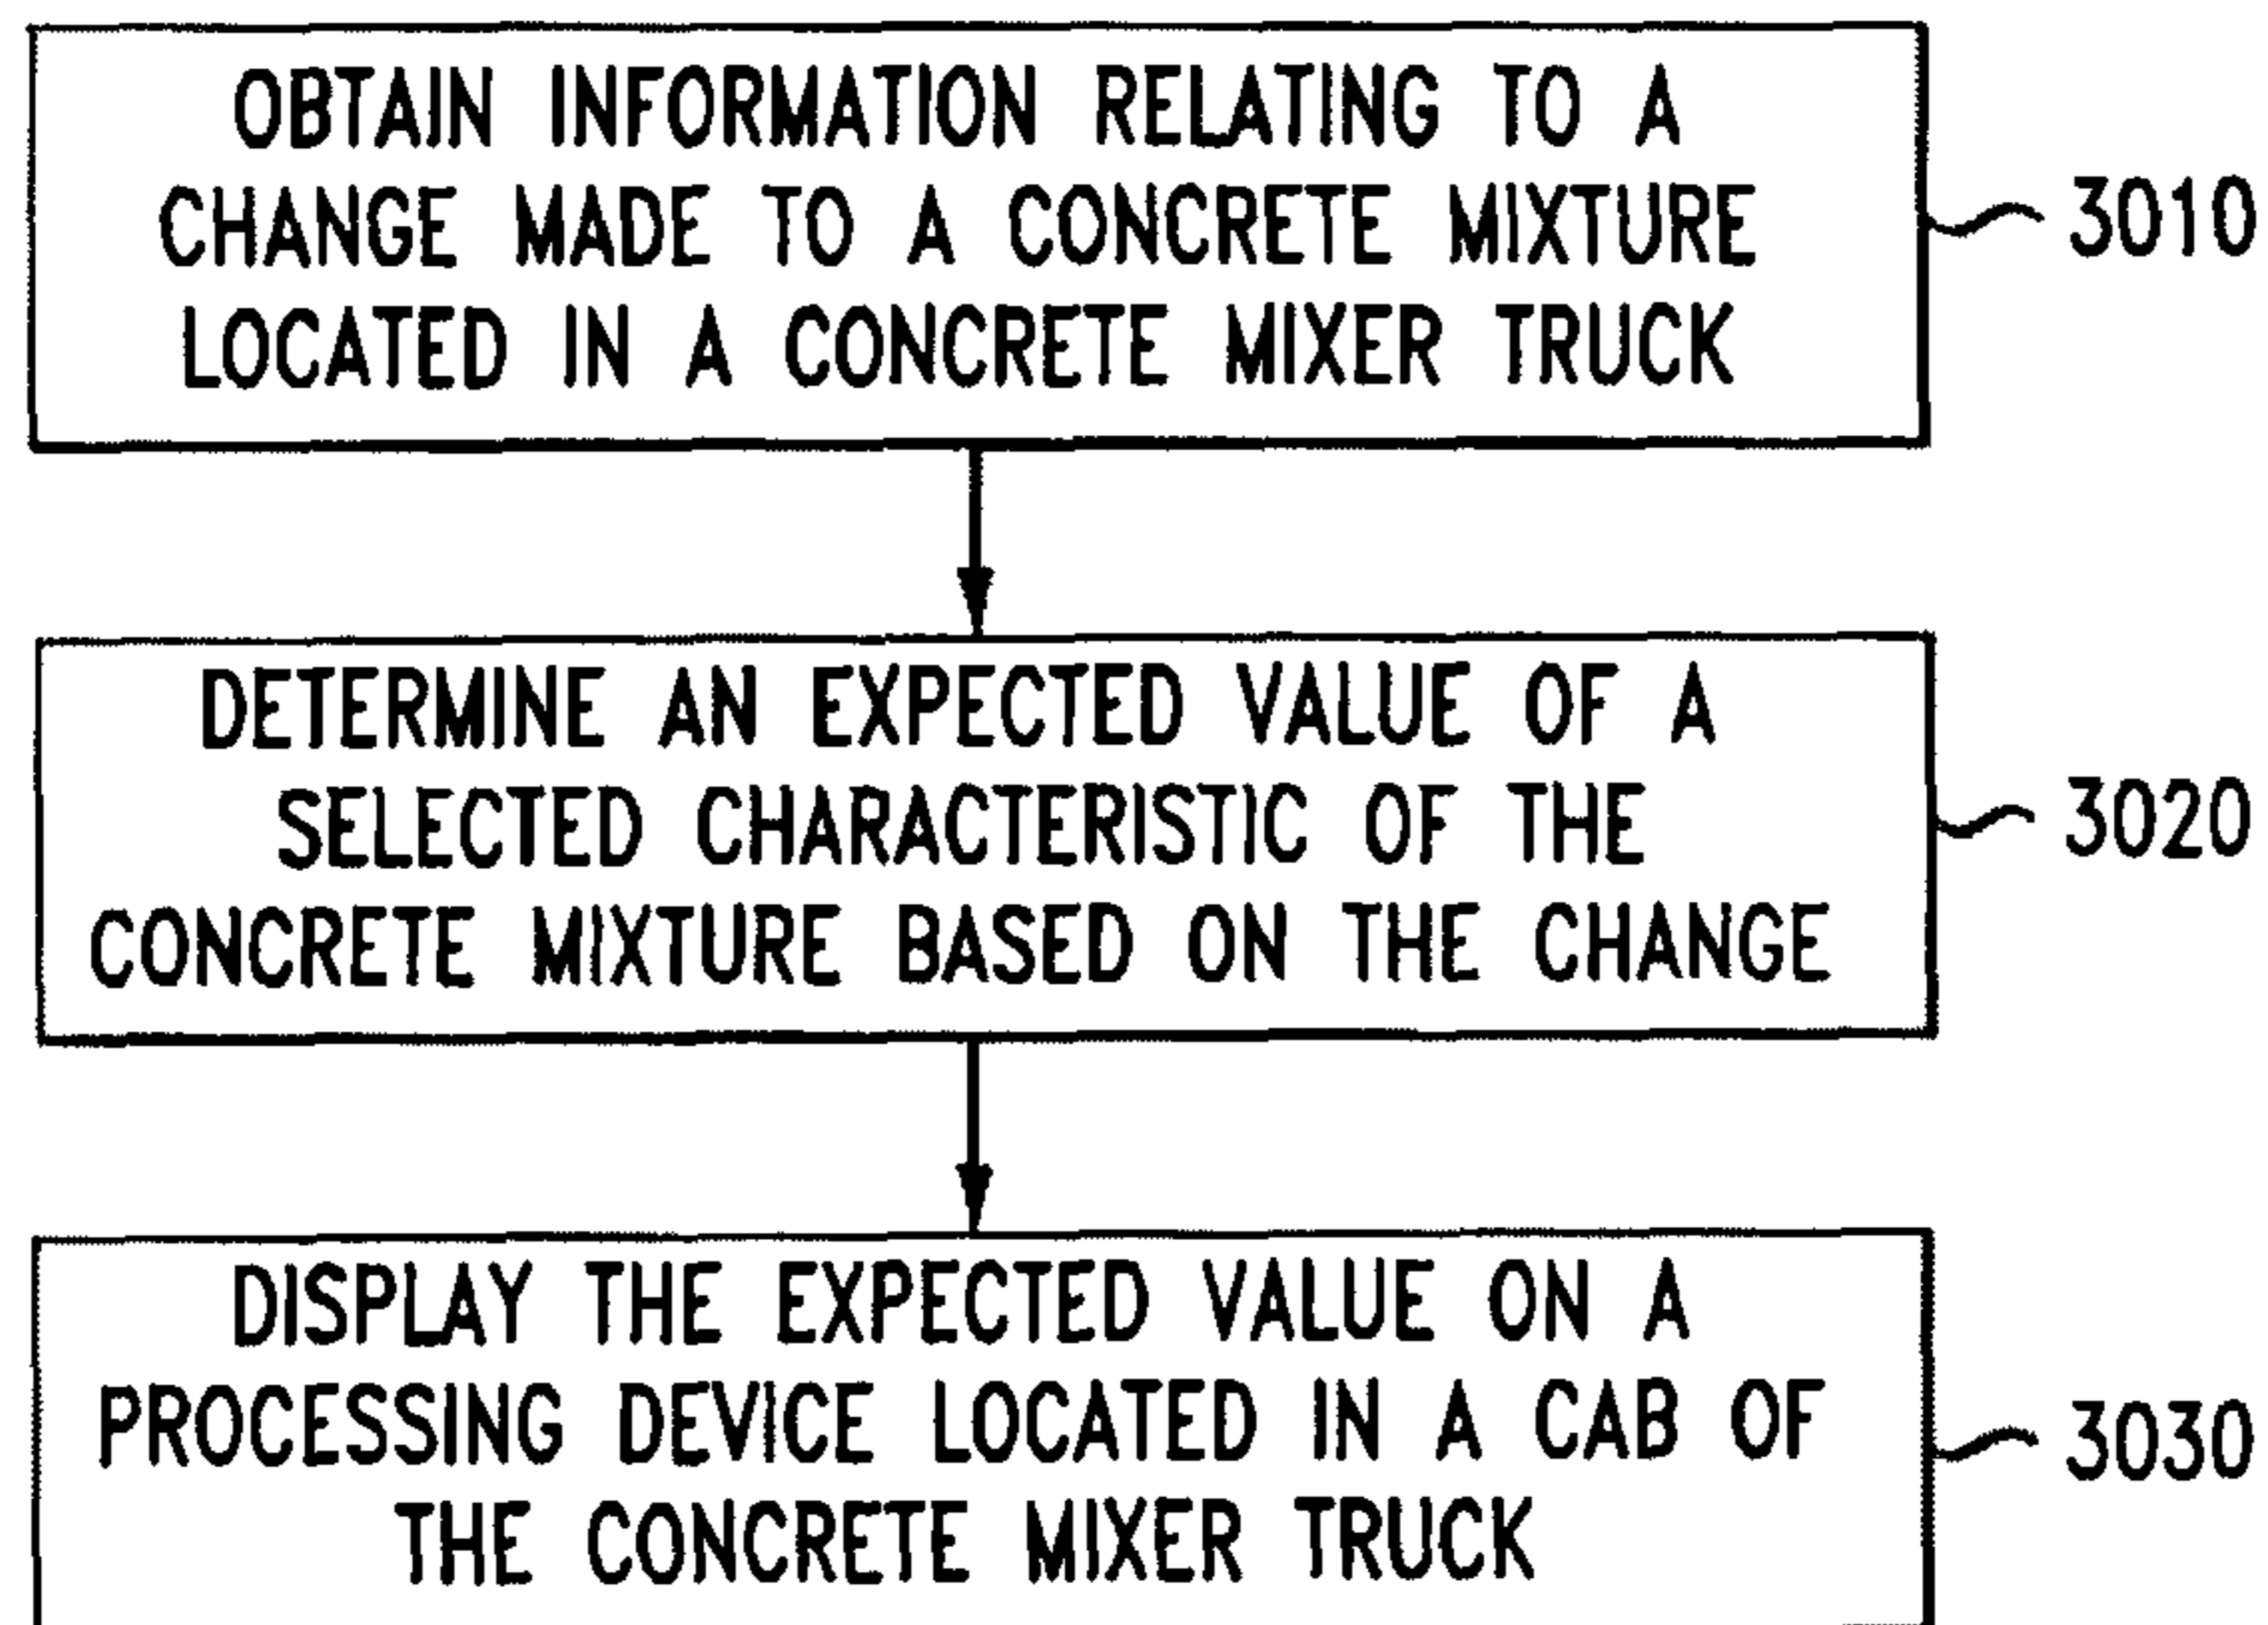 OBTAIN INFORMATION RELATING TO A
CHANGE MADE TO A CONCRETE MIXTURE
LOCATED IN A CONCRETE MIXER TRUCK
3010
DETERMINE AN EXPECTED VALUE OF A
SELECTED CHARACTERISTIC OF THE
CONCRETE MIXTURE BASED ON THE CHANGE
3020
DISPLAY THE EXPECTED VALUE ON A
PROCESSING DEVICE LOCATED IN A CAB OF
THE CONCRETE MIXER TRUCK
3030